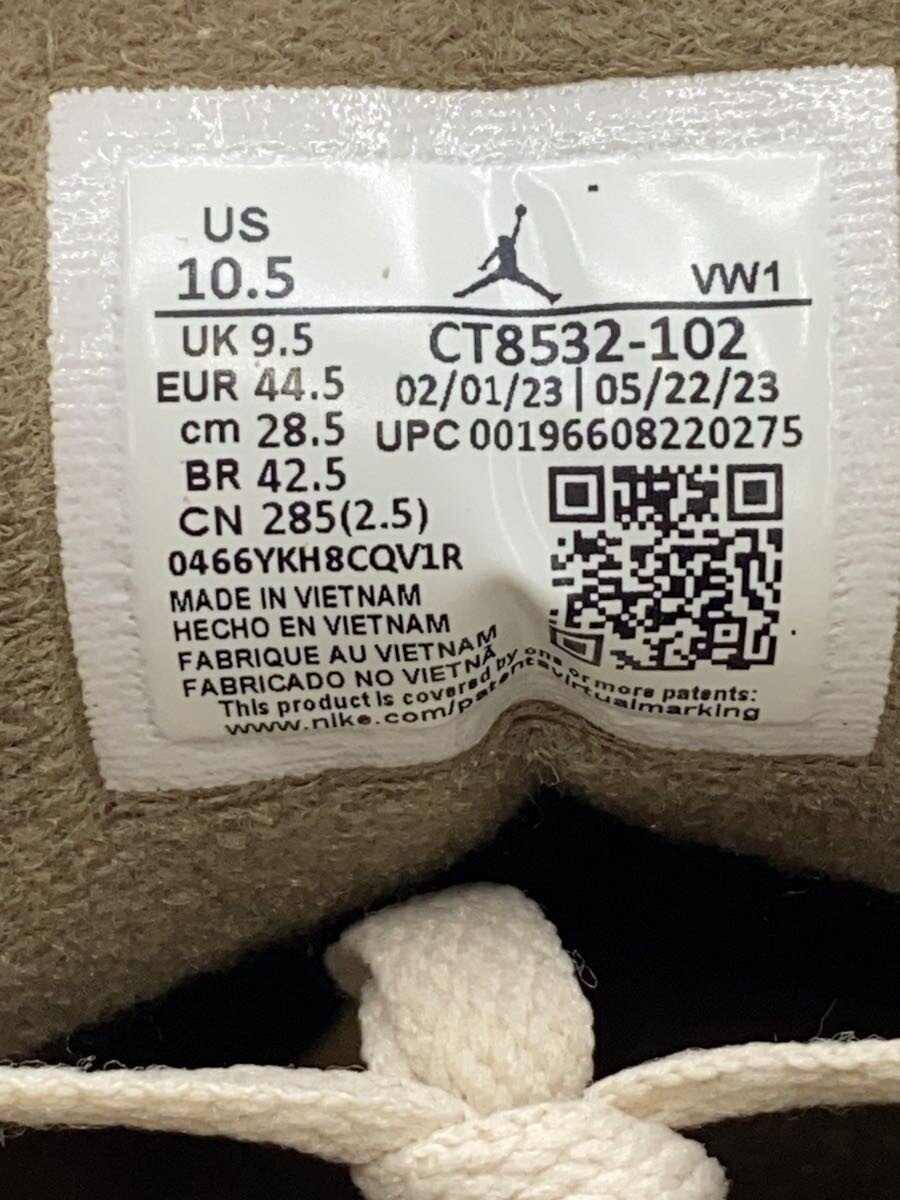 US
10.5
VW1
UK 9.5
CT8532-102
EUR 44.5
02/01/23 | 05/22/23
cm 28.5
UPC 00196608220275
BR 42.5
CN 285(2.5)
0466YKH8CQV1R
MADE IN VIETNAM
HECHO EN VIETNAM
FABRIQUE AU VIETNAM
FABRICADO NO VIETNÃ
This product is covered by one or more patents:
www.nike.com/patentavirtualmarking